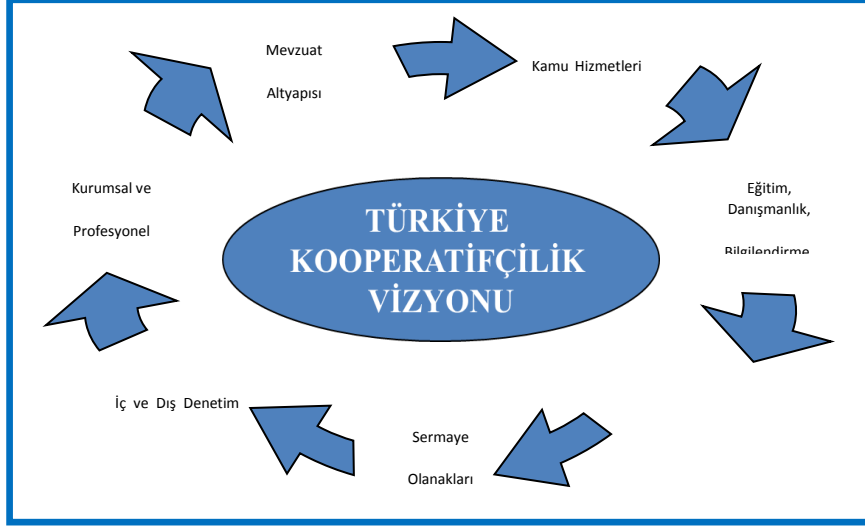 Mevzuat
Altyapısı
Kamu Hizmetleri
Eğitim,
Danışmanlık,
Bilgilendirme
Sermaye
Olanakları
İç ve Dış Denetim
Kurumsal ve
Profesyonel
TÜRKİYE
KOOPERATİFÇİLİK
VİZYONU